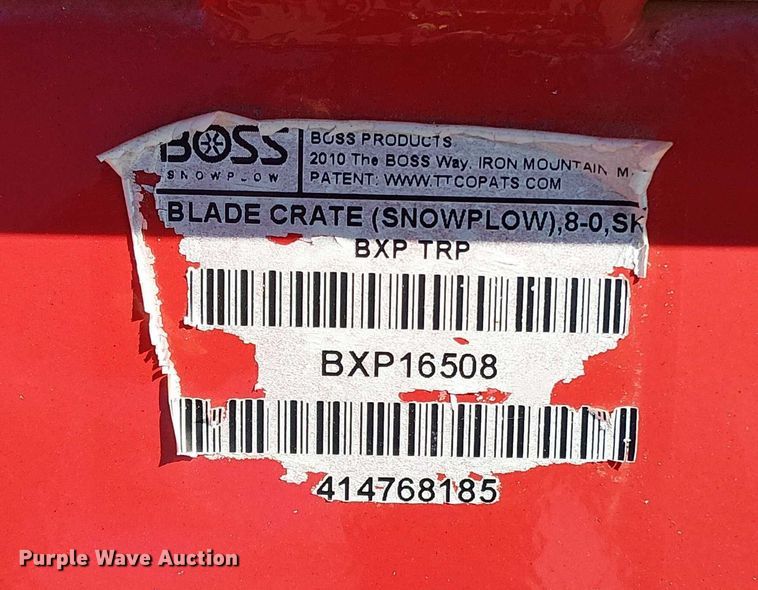 BOSS
SNOWPLOW
BOSS PRODUCTS
2010 The BOSS Way, IRON MOUNTAIN, M
PATENT: WWW.TTCOPATS.COM
BLADE CRATE (SNOWPLOW),8-0,SK
BXP TRP
BXP16508
414768185
Purple Wave Auction